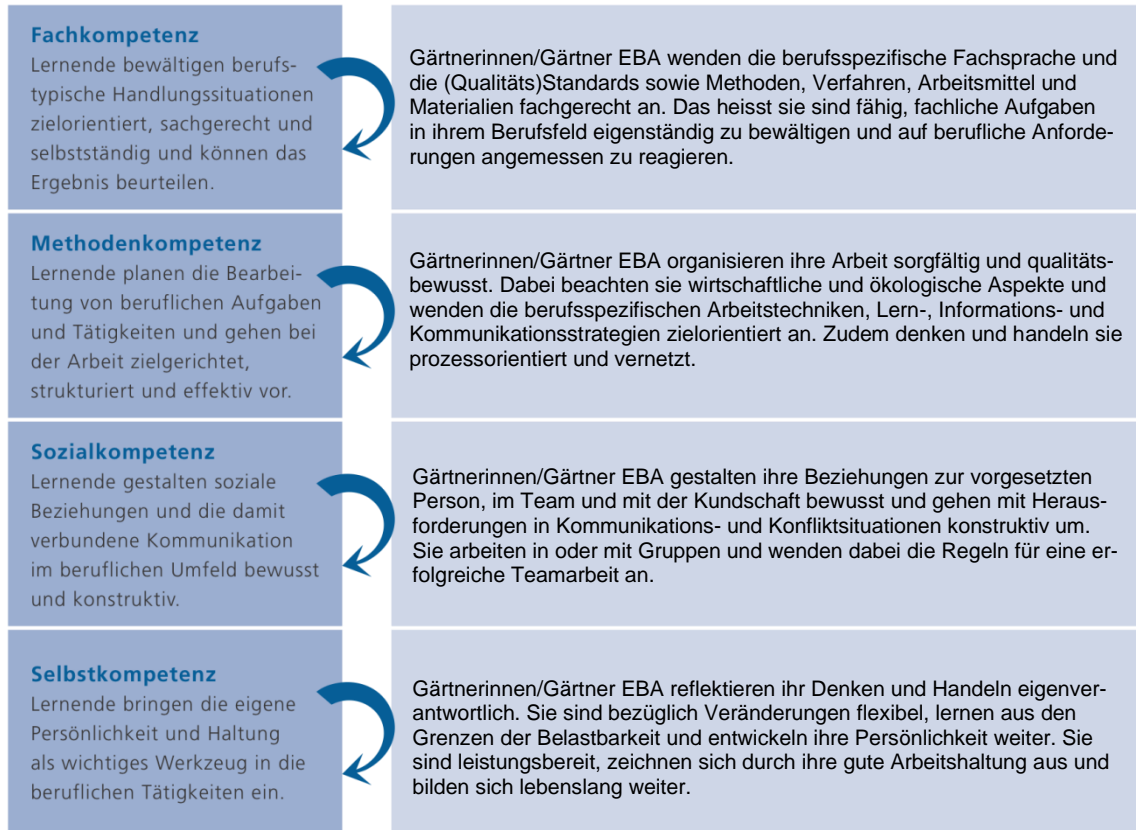 Fachkompetenz
Lernende bewältigen berufs-
typische Handlungssituationen
zielorientiert, sachgerecht und
selbstständig und können das
Ergebnis beurteilen.
Gärtnerinnen/Gärtner EBA wenden die berufsspezifische Fachsprache und
die (Qualitäts)Standards sowie Methoden, Verfahren, Arbeitsmittel und
Materialien fachgerecht an. Das heisst sie sind fähig, fachliche Aufgaben
in ihrem Berufsfeld eigenständig zu bewältigen und auf berufliche Anforde-
rungen angemessen zu reagieren.
Methodenkompetenz
Lernende planen die Bearbei-
tung von beruflichen Aufgaben
und Tätigkeiten und gehen bei
der Arbeit zielgerichtet,
strukturiert und effektiv vor.
Gärtnerinnen/Gärtner EBA organisieren ihre Arbeit sorgfältig und qualitäts-
bewusst. Dabei beachten sie wirtschaftliche und ökologische Aspekte und
wenden die berufsspezifischen Arbeitstechniken, Lern-, Informations- und
Kommunikationsstrategien zielorientiert an. Zudem denken und handeln sie
prozessorientiert und vernetzt.
Sozialkompetenz
Lernende gestalten soziale
Beziehungen und die damit
verbundene Kommunikation
im beruflichen Umfeld bewusst
und konstruktiv.
Gärtnerinnen/Gärtner EBA gestalten ihre Beziehungen zur vorgesetzten
Person, im Team und mit der Kundschaft bewusst und gehen mit Heraus-
forderungen in Kommunikations- und Konfliktsituationen konstruktiv um.
Sie arbeiten in oder mit Gruppen und wenden dabei die Regeln für eine er-
folgreiche Teamarbeit an.
Selbstkompetenz
Lernende bringen die eigene
Persönlichkeit und Haltung
als wichtiges Werkzeug in die
beruflichen Tätigkeiten ein.
Gärtnerinnen/Gärtner EBA reflektieren ihr Denken und Handeln eigenver-
antwortlich. Sie sind bezüglich Veränderungen flexibel, lernen aus den
Grenzen der Belastbarkeit und entwickeln ihre Persönlichkeit weiter. Sie
sind leistungsbereit, zeichnen sich durch ihre gute Arbeitshaltung aus und
bilden sich lebenslang weiter.